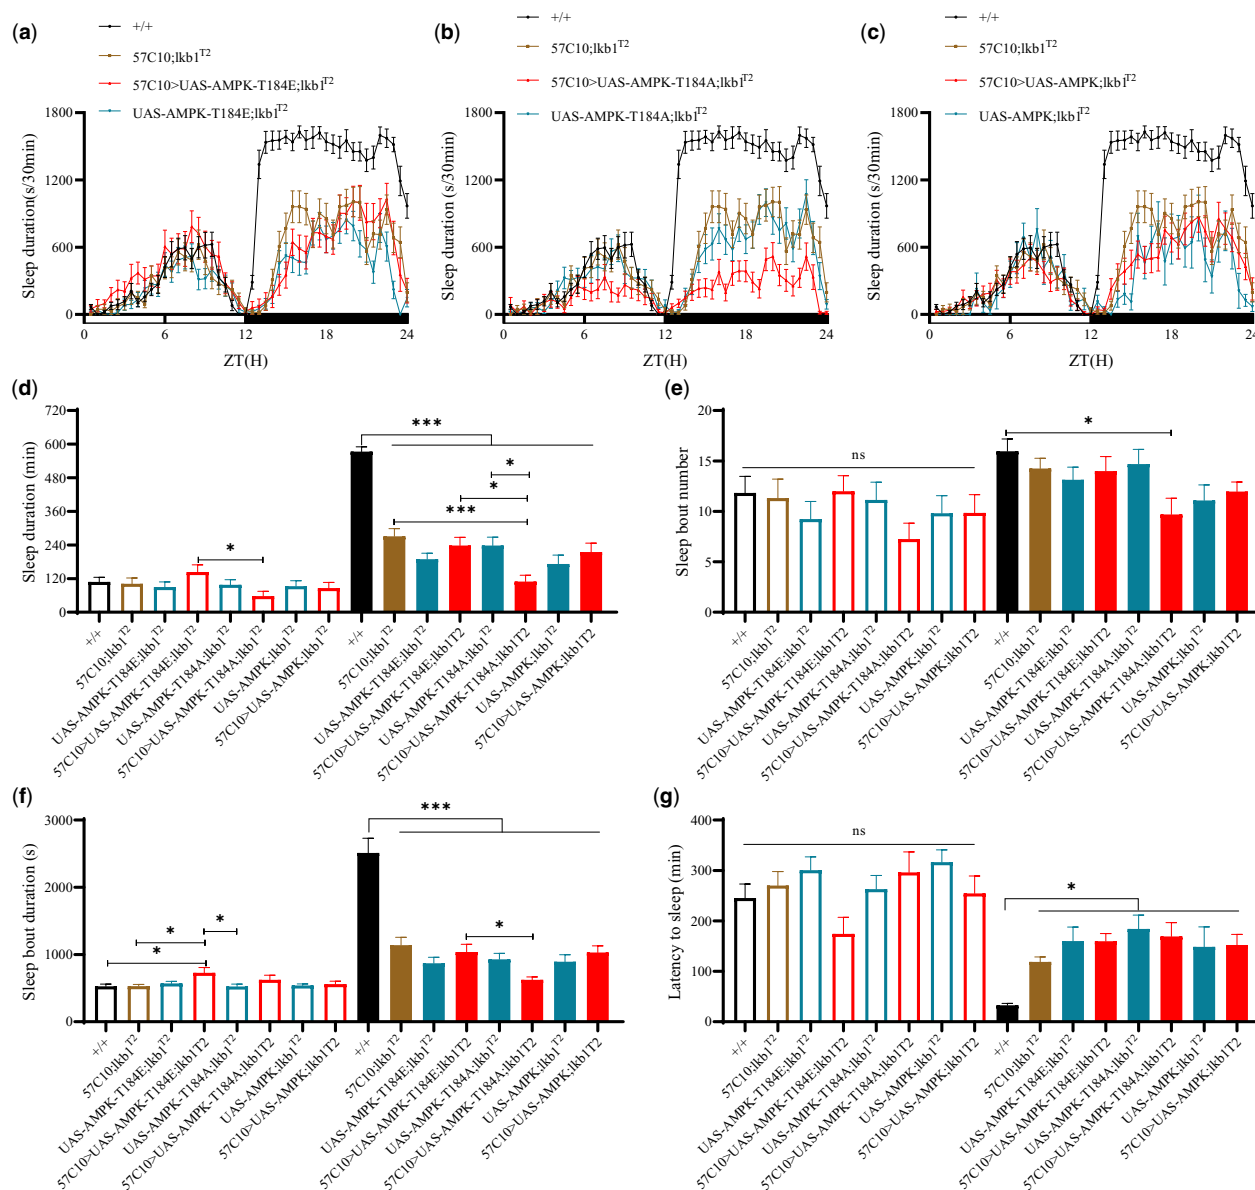 (a)
+/+
57C10;lkb1T2
57C10>UAS-AMPK-T184E;lkb1T2
UAS-AMPK-T184E;lkb1T2
Sleep duration(s/30min)
1800
1200
600
0
6
12
18
24
ZT(H)
(b)
+/+
57C10;lkb1T2
57C10>UAS-AMPK-T184A;lkb1T2
UAS-AMPK-T184A;lkb1T2
Sleep duration (s/30min)
1800
1200
600
0
0
6
12
18
24
ZT(H)
(c)
+/+
57C10;lkb1T2
57C10>UAS-AMPK;lkb1T2
UAS-AMPK;lkb1T2
Sleep duration (s/30min)
1800
1200
600
0
0
6
12
18
24
ZT(H)
(d)
Sleep duration (min)
720
600
480
360
240
120
0
*
***
*
*
***
+/+
57C10;lkb1T2
UAS-AMPK-T184E;lkb1T2
57C10>UAS-AMPK-T184E;lkb1T2
UAS-AMPK-T184A;lkb1T2
57C10>UAS-AMPK-T184A;lkb1T2
UAS-AMPK;lkb1T2
57C10>UAS-AMPK;lkb1T2
+/+
57C10;lkb1T2
UAS-AMPK-T184E;lkb1T2
57C10>UAS-AMPK-T184E;lkb1T2
UAS-AMPK-T184A;lkb1T2
57C10>UAS-AMPK-T184A;lkb1T2
UAS-AMPK;lkb1T2
57C10>UAS-AMPK;lkb1T2
(e)
Sleep bout number
20
15
10
5
0
ns
*
+/+
57C10;lkb1T2
UAS-AMPK-T184E;lkb1T2
57C10>UAS-AMPK-T184E;lkb1T2
UAS-AMPK-T184A;lkb1T2
57C10>UAS-AMPK-T184A;lkb1T2
UAS-AMPK;lkb1T2
57C10>UAS-AMPK;lkb1T2
+/+
57C10;lkb1T2
UAS-AMPK-T184E;lkb1T2
57C10>UAS-AMPK-T184E;lkb1T2
UAS-AMPK-T184A;lkb1T2
57C10>UAS-AMPK-T184A;lkb1T2
UAS-AMPK;lkb1T2
57C10>UAS-AMPK;lkb1T2
(f)
Sleep bout duration (s)
3000
2000
1000
0
*
*
*
***
*
+/+
57C10;lkb1T2
UAS-AMPK-T184E;lkb1T2
57C10>UAS-AMPK-T184E;lkb1T2
UAS-AMPK-T184A;lkb1T2
57C10>UAS-AMPK-T184A;lkb1T2
UAS-AMPK;lkb1T2
57C10>UAS-AMPK;lkb1T2
+/+
57C10;lkb1T2
UAS-AMPK-T184E;lkb1T2
57C10>UAS-AMPK-T184E;lkb1T2
UAS-AMPK-T184A;lkb1T2
57C10>UAS-AMPK-T184A;lkb1T2
UAS-AMPK;lkb1T2
57C10>UAS-AMPK;lkb1T2
(g)
Latency to sleep (min)
400
300
200
100
0
ns
*
+/+
57C10;lkb1T2
UAS-AMPK-T184E;lkb1T2
57C10>UAS-AMPK-T184E;lkb1T2
UAS-AMPK-T184A;lkb1T2
57C10>UAS-AMPK-T184A;lkb1T2
UAS-AMPK;lkb1T2
57C10>UAS-AMPK;lkb1T2
+/+
57C10;lkb1T2
UAS-AMPK-T184E;lkb1T2
57C10>UAS-AMPK-T184E;lkb1T2
UAS-AMPK-T184A;lkb1T2
57C10>UAS-AMPK-T184A;lkb1T2
UAS-AMPK;lkb1T2
57C10>UAS-AMPK;lkb1T2